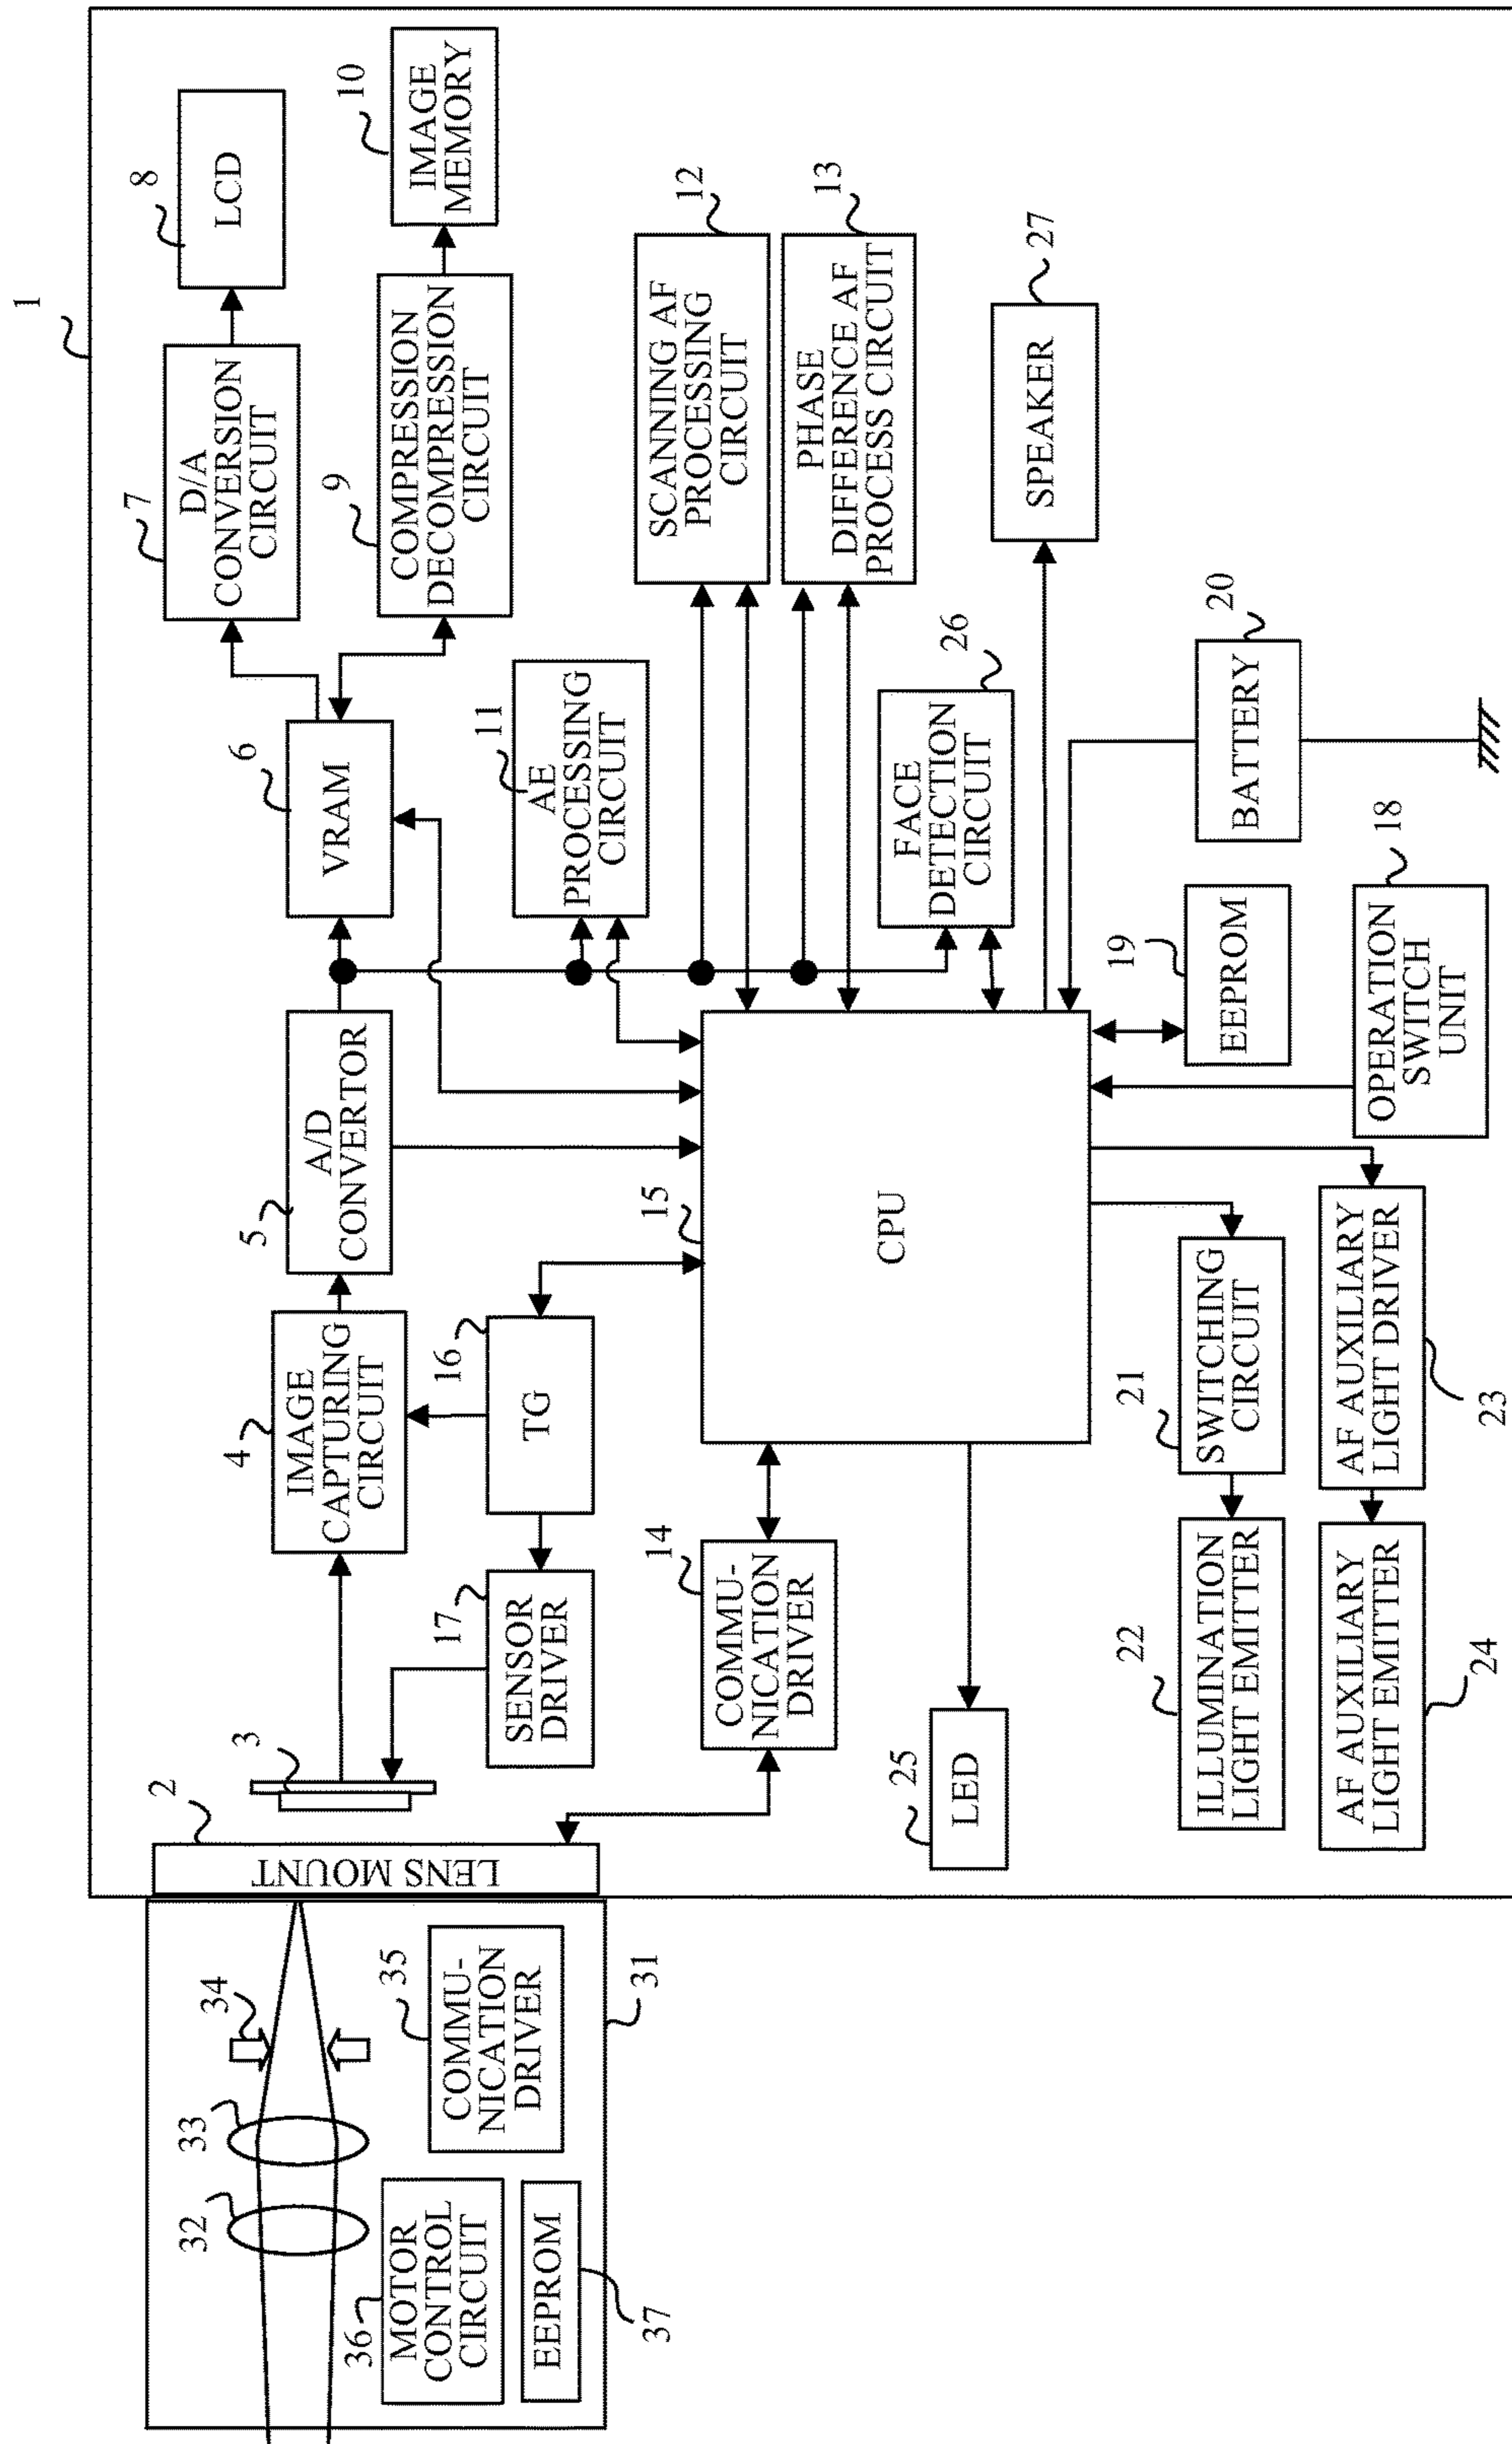 1
LENS MOUNT
2
3
IMAGE
CAPTURING
CIRCUIT
4
A/D
CONVERTOR
5
VRAM
6
D/A
CONVERSION
CIRCUIT
7
LCD
8
COMPRESSION
DECOMPRESSION
CIRCUIT
9
IMAGE
MEMORY
10
AE
PROCESSING
CIRCUIT
11
SCANNING AF
PROCESSING
CIRCUIT
12
PHASE
DIFFERENCE AF
PROCESS CIRCUIT
13
SENSOR
DRIVER
17
TG
16
COMMU-
NICATION
DRIVER
14
CPU
15
FACE
DETECTION
CIRCUIT
26
SPEAKER
27
LED
25
EEPROM
19
BATTERY
20
OPERATION
SWITCH
UNIT
18
ILLUMINATION
LIGHT EMITTER
22
SWITCHING
CIRCUIT
21
AF AUXILIARY
LIGHT EMITTER
24
AF AUXILIARY
LIGHT DRIVER
23
32
33
34
MOTOR
CONTROL
CIRCUIT
36
COMMU-
NICATION
DRIVER
35
EEPROM
37
31